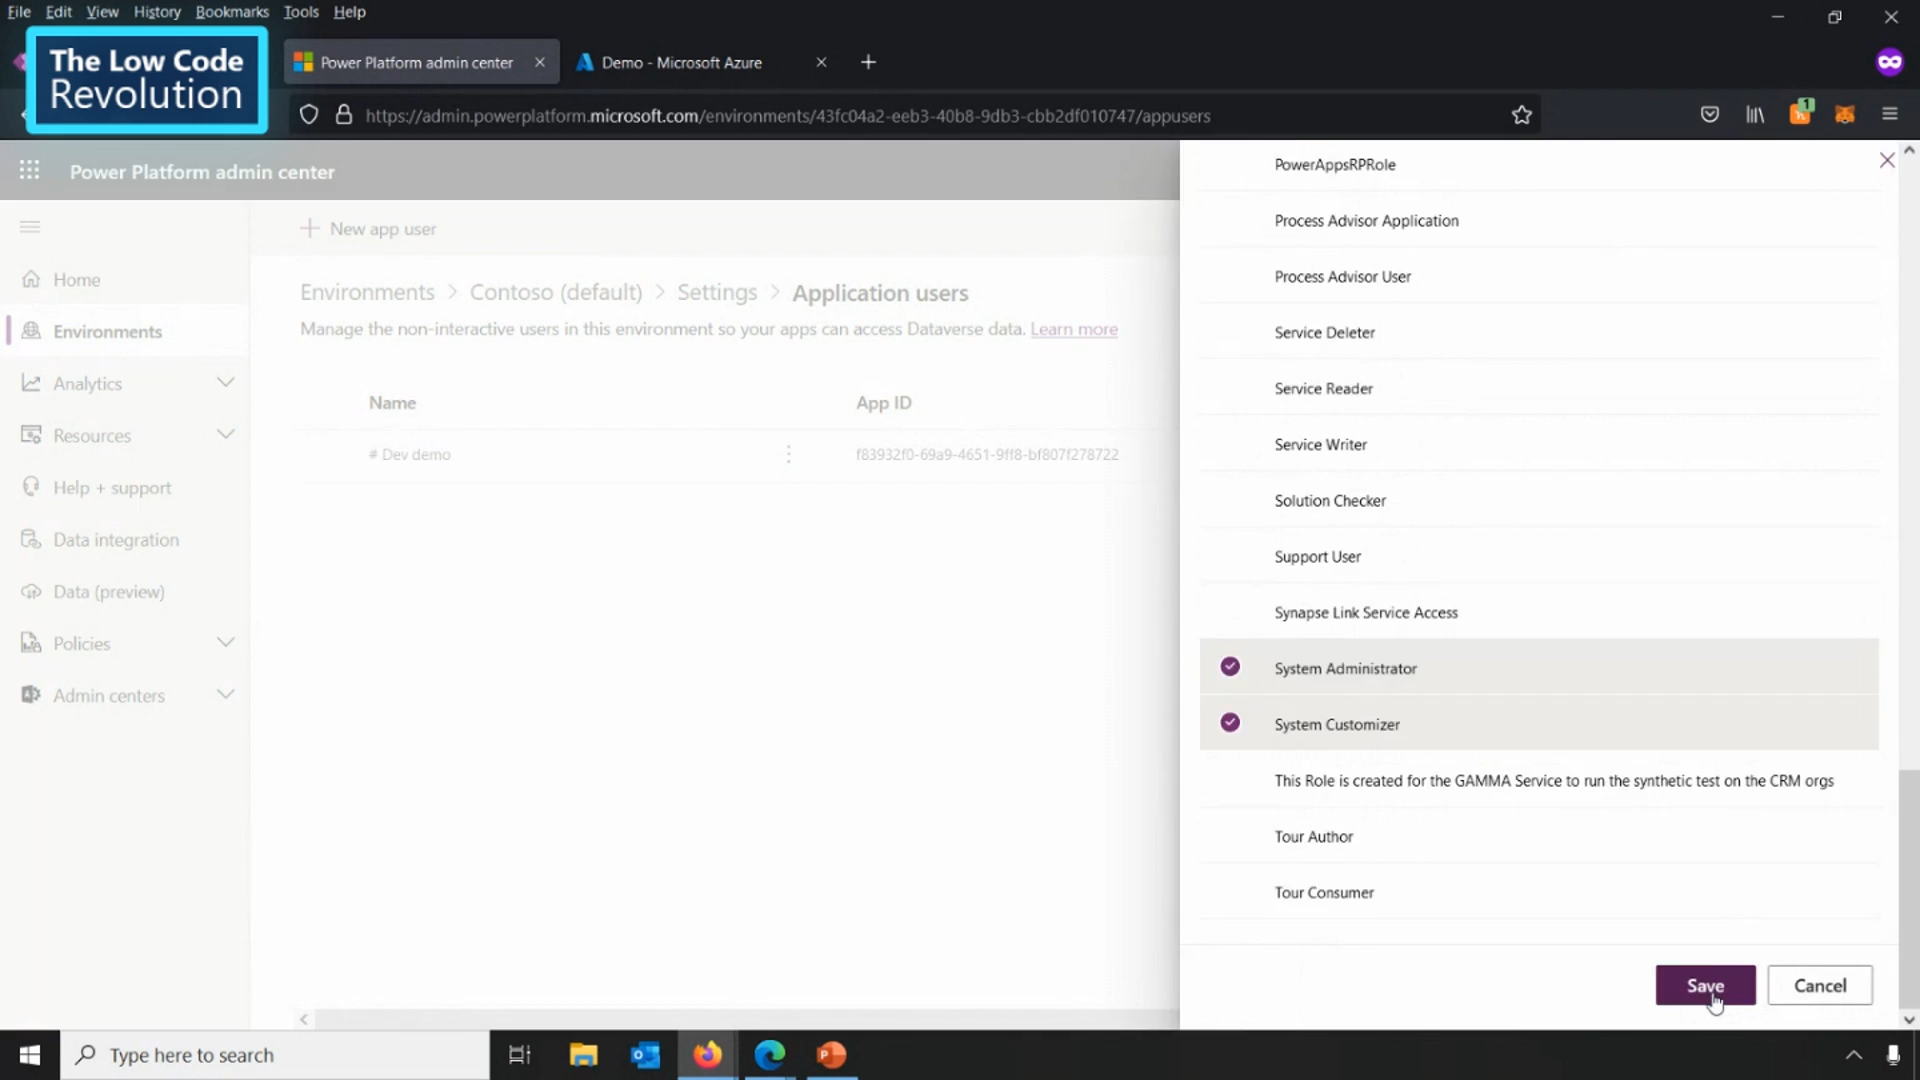 File Edit View History Bookmarks Tools Help
The Low Code
Revolution
Power Platform admin center
Demo - Microsoft Azure
https://admin.powerplatform.microsoft.com/environments/43fc04a2-eeb3-40b8-9db3-cbb2df010747/appusers
1
Power Platform admin center
Home
Environments
Analytics
Resources
Help + support
Data integration
Data (preview)
Policies
Admin centers
New app user
Environments > Contoso (default) > Settings > Application users
Manage the non-interactive users in this environment so your apps can access Dataverse data. Learn more
Name App ID
# Dev demo f83932f0-69a9-4651-9ff8-bf807f278722
PowerAppsRPRole
Process Advisor Application
Process Advisor User
Service Deleter
Service Reader
Service Writer
Solution Checker
Support User
Synapse Link Service Access
System Administrator
System Customizer
This Role is created for the GAMMA Service to run the synthetic test on the CRM orgs
Tour Author
Tour Consumer
Save Cancel
Type here to search